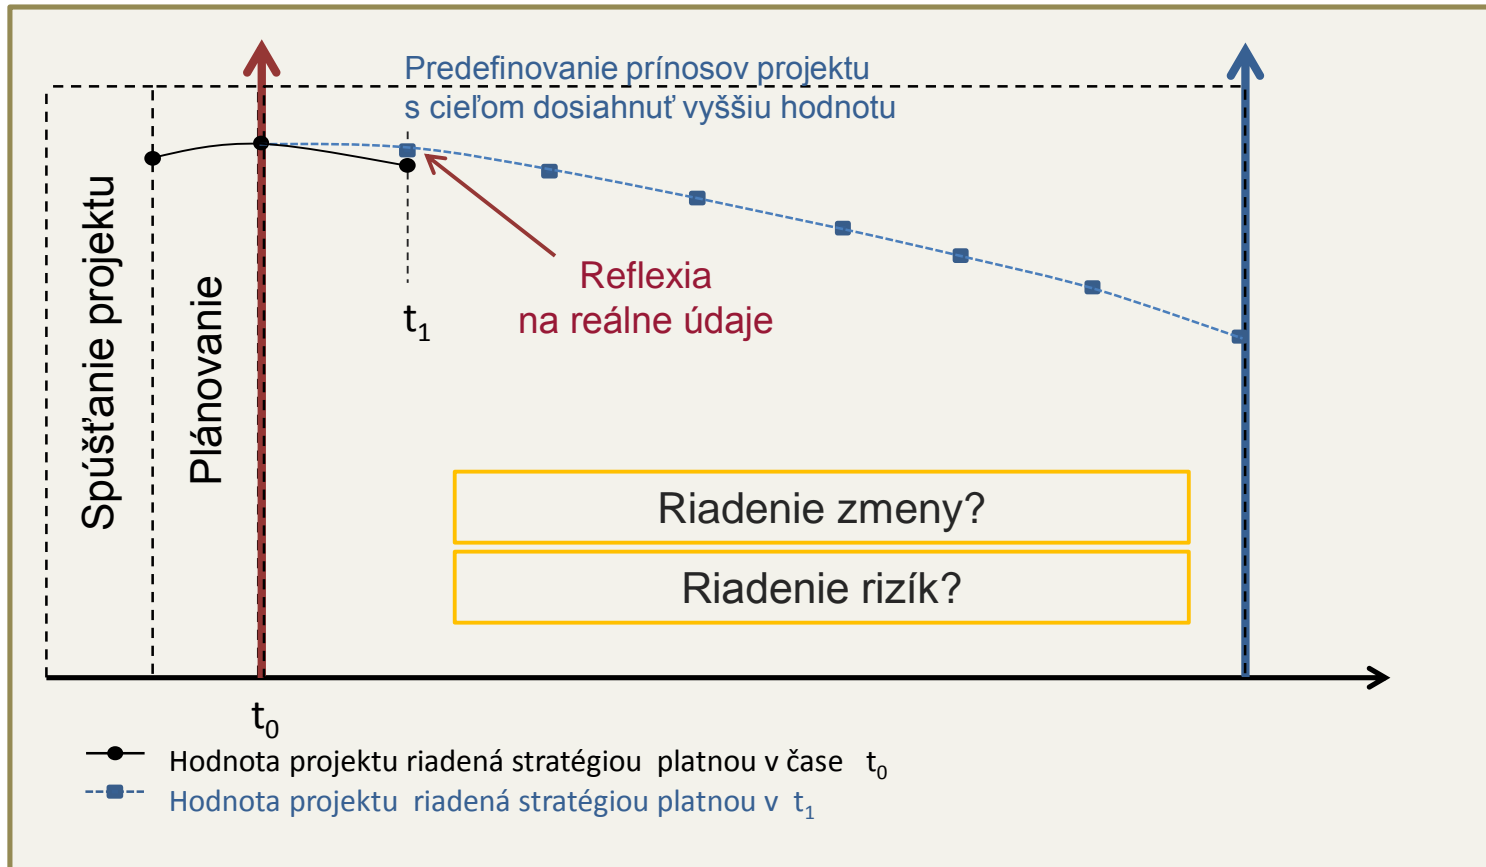 Predefinovanie prínosov projektu
s cieľom dosiahnuť vyššiu hodnotu
Spúšťanie projektu
Plánovanie
Reflexia
na reálne údaje
t₁
Riadenie zmeny?
Riadenie rizík?
t₀
Hodnota projektu riadená stratégiou platnou v čase t₀
Hodnota projektu riadená stratégiou platnou v t₁